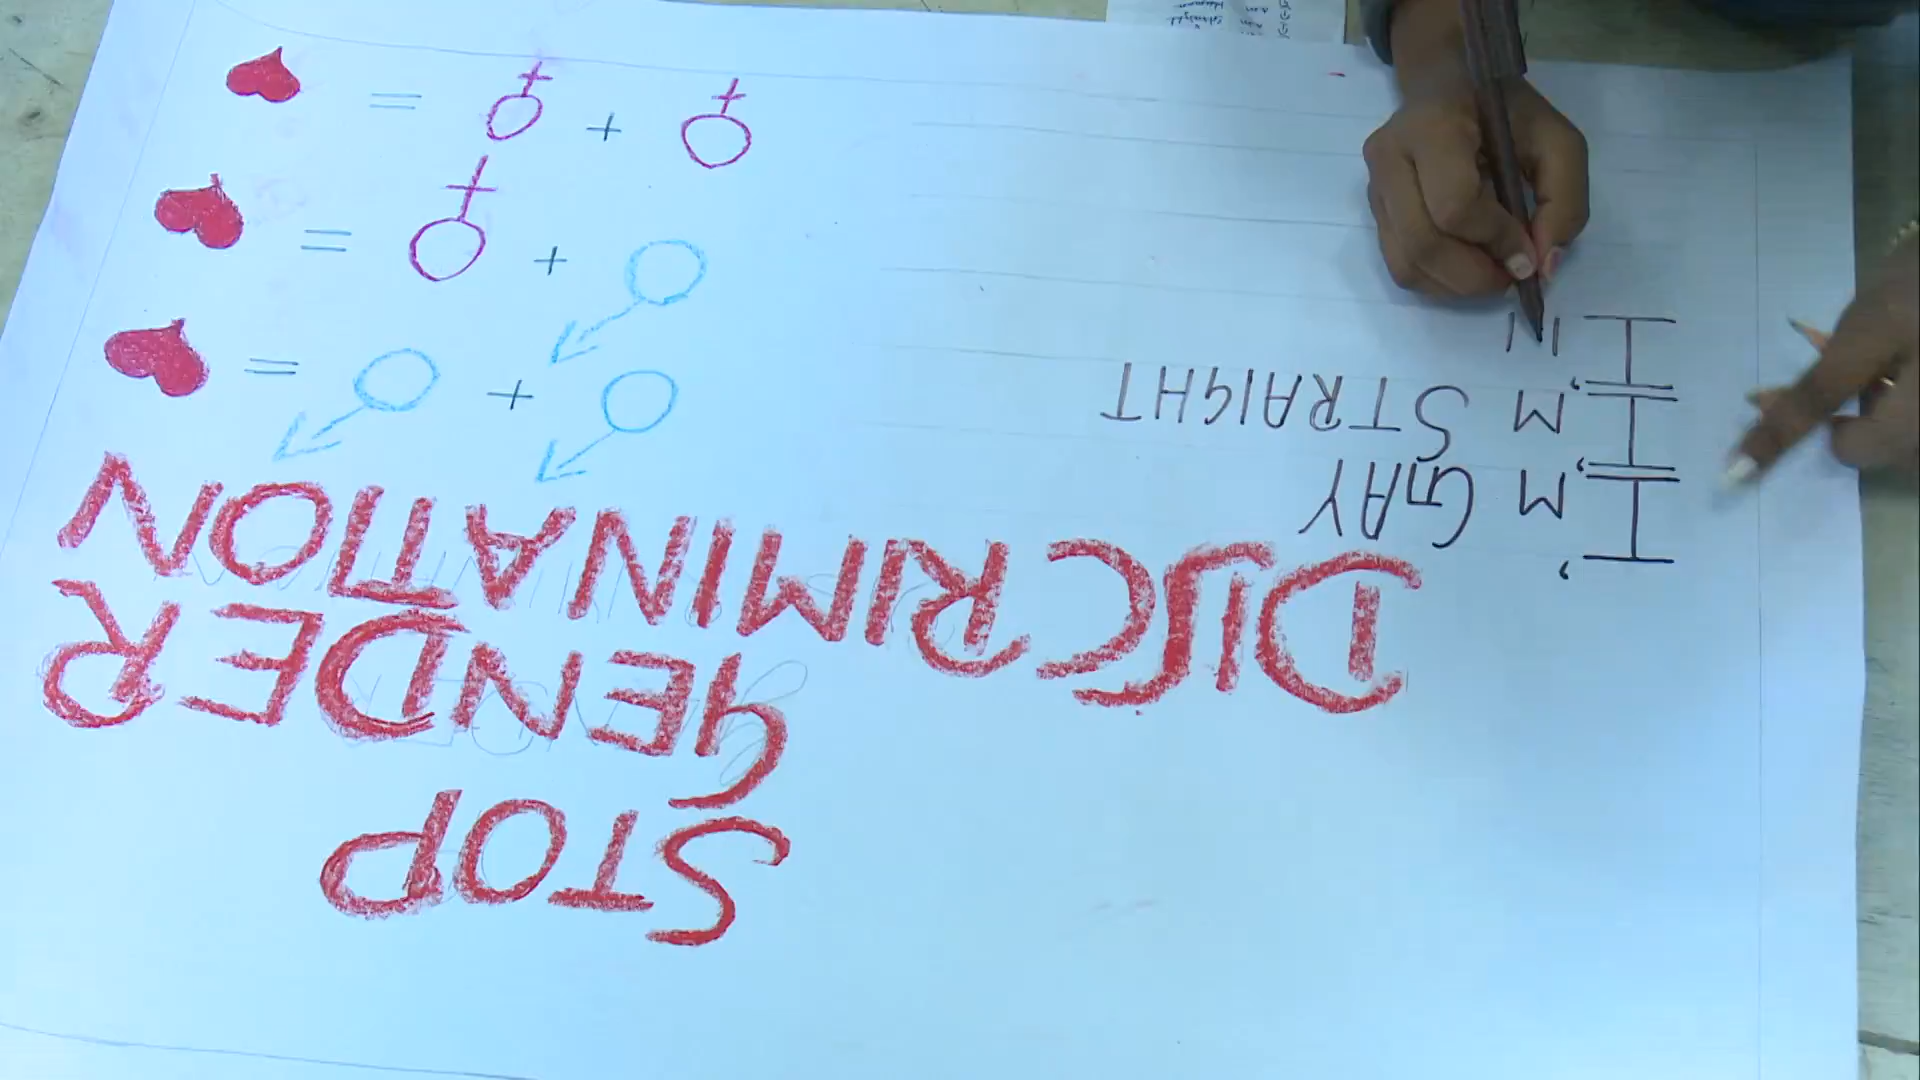 STOP
GENDER
DISCRIMINATION
I'M GAY
I'M STRAIGHT
I'
♂ + ♂ =
♂ + ♀ =
♀ + ♀ =